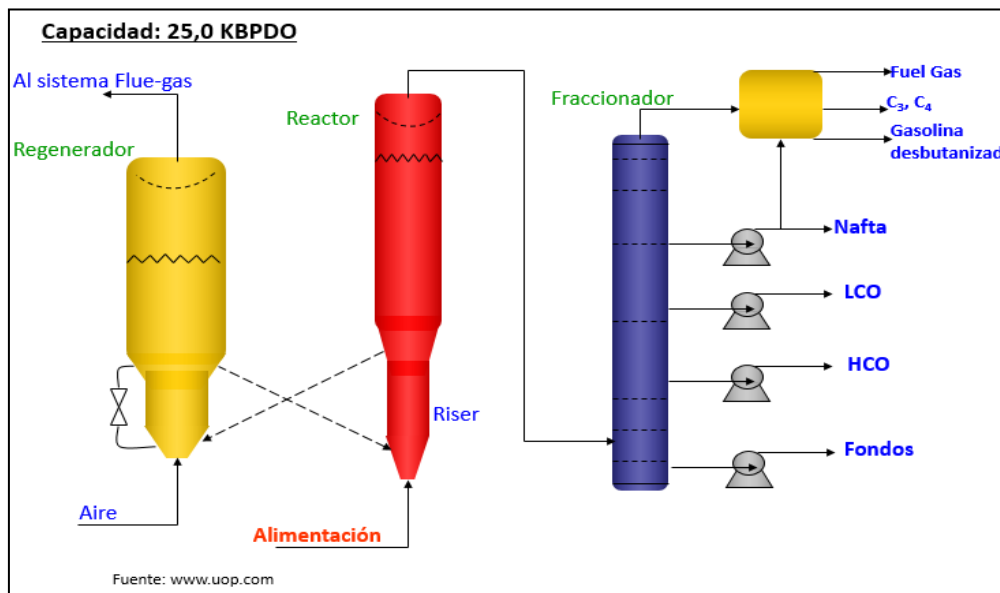 Capacidad: 25,0 KBPDO
Al sistema Flue-gas
Regenerador
Reactor
Fraccionador
Fuel Gas
C3, C4
Gasolina
desbutanizad
Nafta
LCO
HCO
Riser
Fondos
Aire
Alimentación
Fuente: www.uop.com